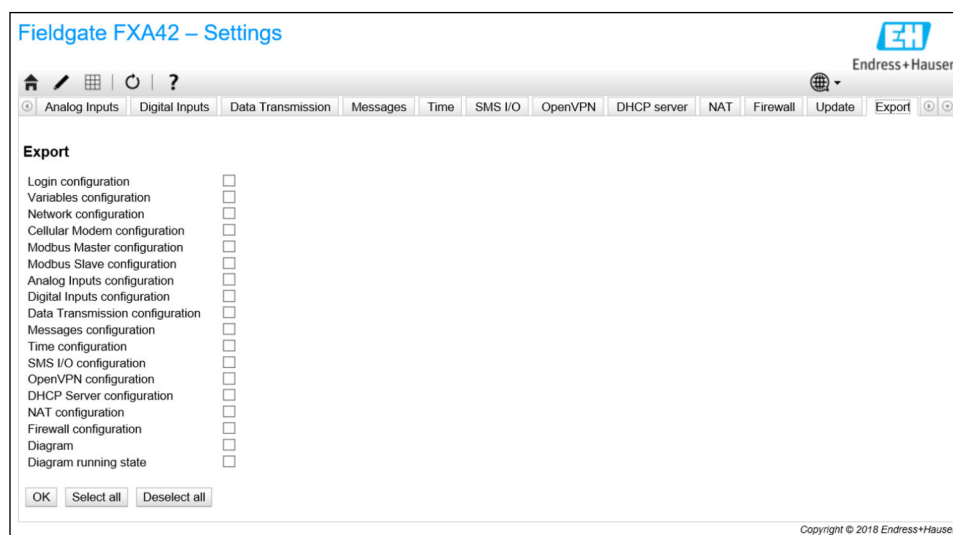 Fieldgate FXA42 – Settings
Endress+Hauser
?
Analog Inputs Digital Inputs Data Transmission Messages Time SMS I/O OpenVPN DHCP server NAT Firewall Update Export
Export
Login configuration
Variables configuration
Network configuration
Cellular Modem configuration
Modbus Master configuration
Modbus Slave configuration
Analog Inputs configuration
Digital Inputs configuration
Data Transmission configuration
Messages configuration
Time configuration
SMS I/O configuration
OpenVPN configuration
DHCP Server configuration
NAT configuration
Firewall configuration
Diagram
Diagram running state
OK Select all Deselect all
Copyright © 2018 Endress+Hauser